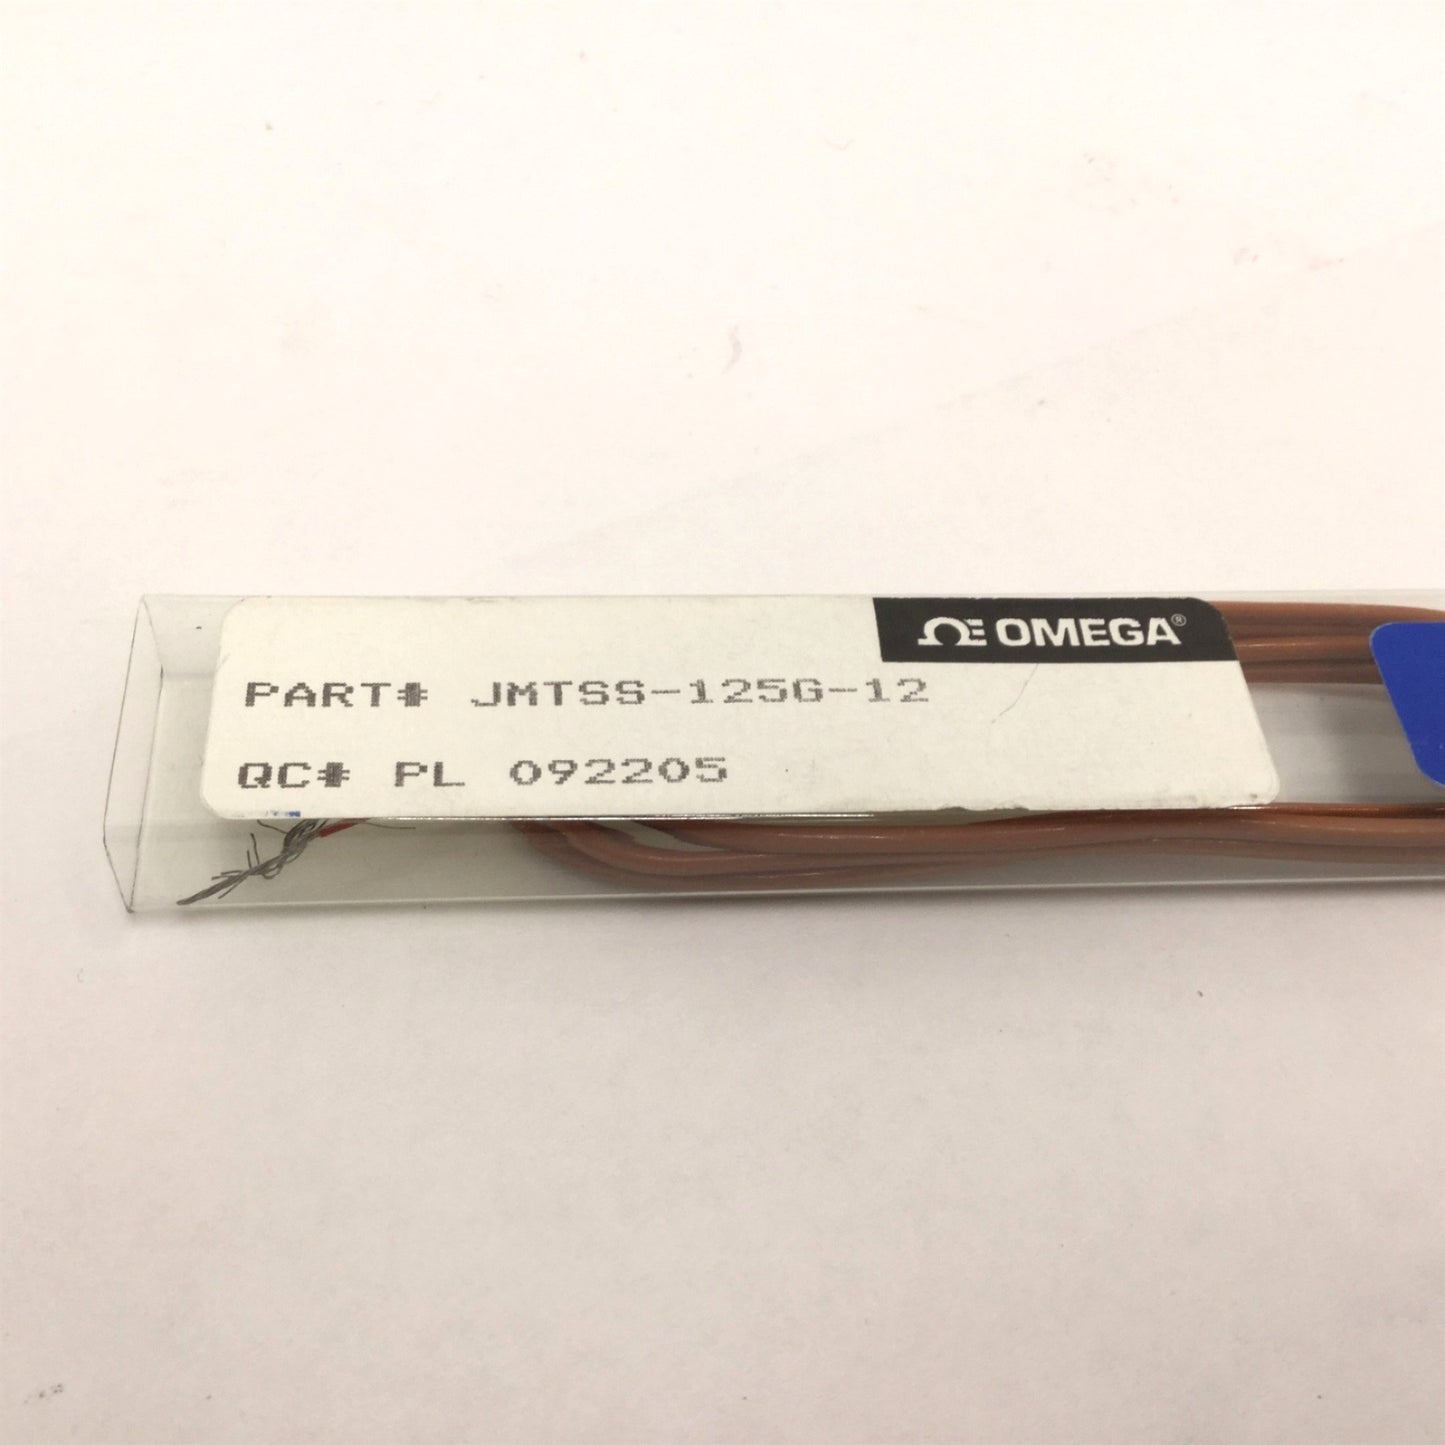 ΩE OMEGA®
PART# JMTSS-125G-12
QC# PL 092205